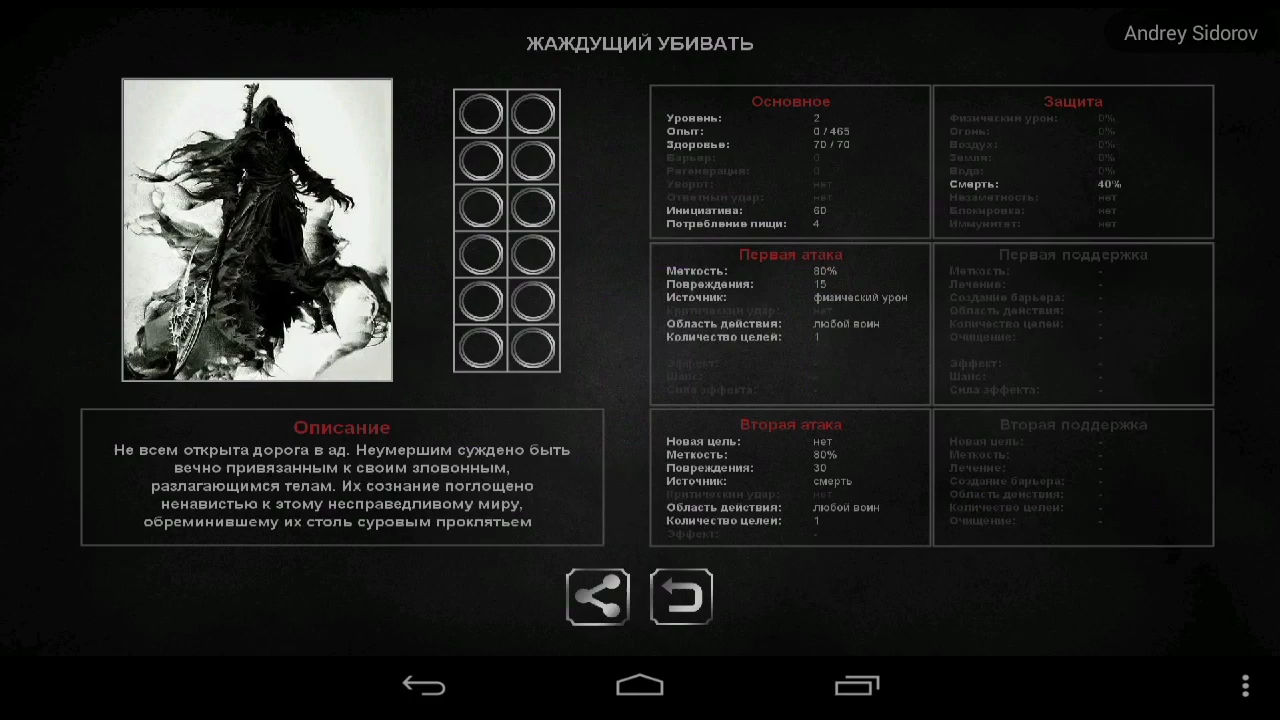 Andrey Sidorov
ЖАЖДУЩИЙ УБИВАТЬ
Основное
Уровень: 2
Опыт: 0 / 465
Здоровье: 70 / 70
Барьер: 0
Регенерация: 0
Уворот: нет
Ответный удар: нет
Инициатива: 60
Потребление пищи: 4
Защита
Физический урон: 0%
Огонь: 0%
Воздух: 0%
Земли: 0%
Вода: 0%
Смерть: 40%
Незаметность: нет
Блокировка: нет
Иммунитет: нет
Первая атака
Меткость: 80%
Повреждения: 15
Источник: физический урон
Критический удар: нет
Область действия: любой воин
Количество целей: 1
Эффект: -
Шанс: -
Сила эффекта: -
Первая поддержка
Меткость: -
Лечение: -
Создание барьера: -
Область действия: -
Количество целей: -
Очищение: -
Эффект: -
Шанс: -
Сила эффекта: -
Вторая атака
Новая цель: нет
Меткость: 80%
Повреждения: 30
Источник: смерть
Критический удар: нет
Область действия: любой воин
Количество целей: 1
Эффект: -
Вторая поддержка
Новая цель: -
Меткость: -
Лечение: -
Создание барьера: -
Область действия: -
Количество целей: -
Очищение: -
Описание
Не всем открыта дорога в ад. Неумершим суждено быть
вечно привязанным к своим зловонным,
разлагающимся телам. Их сознание поглощено
ненавистью к этому несправедливому миру,
обреминившему их столь суровым проклятьем